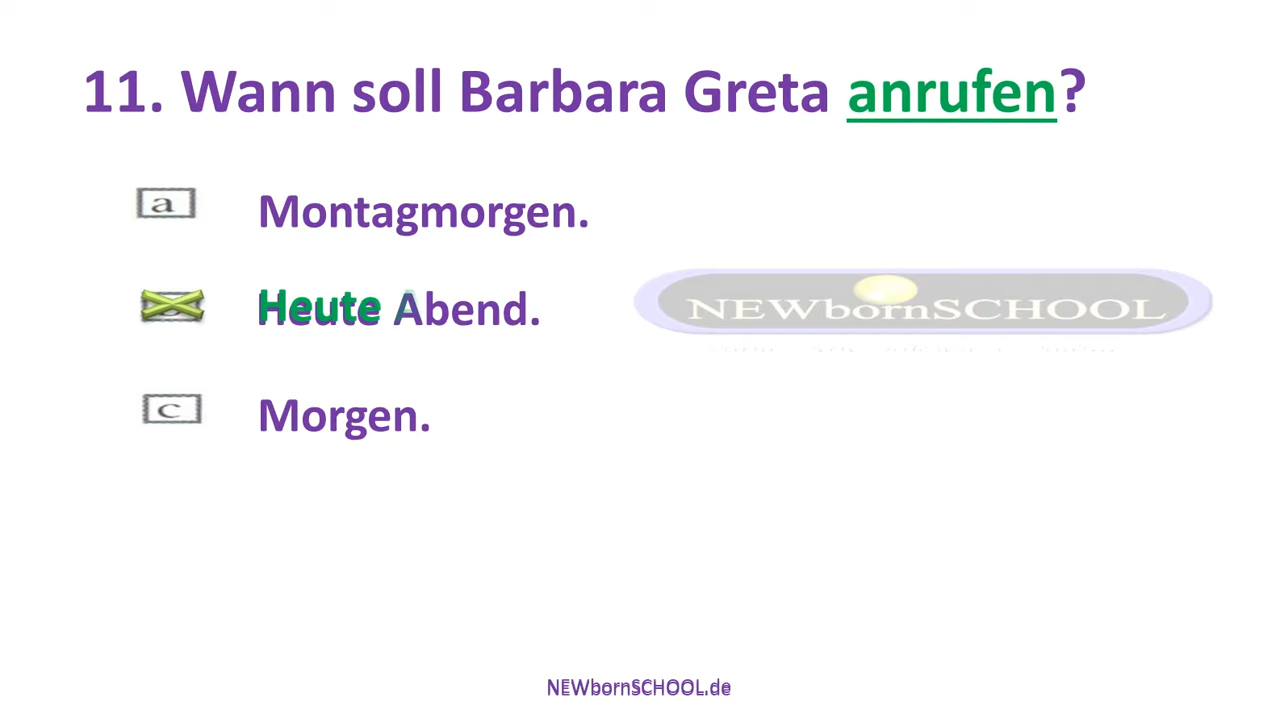 11. Wann soll Barbara Greta anrufen?
a Montagmorgen.
Heute Abend.
NEWbornSCHOOL
c Morgen.
NEWbornSCHOOL.de